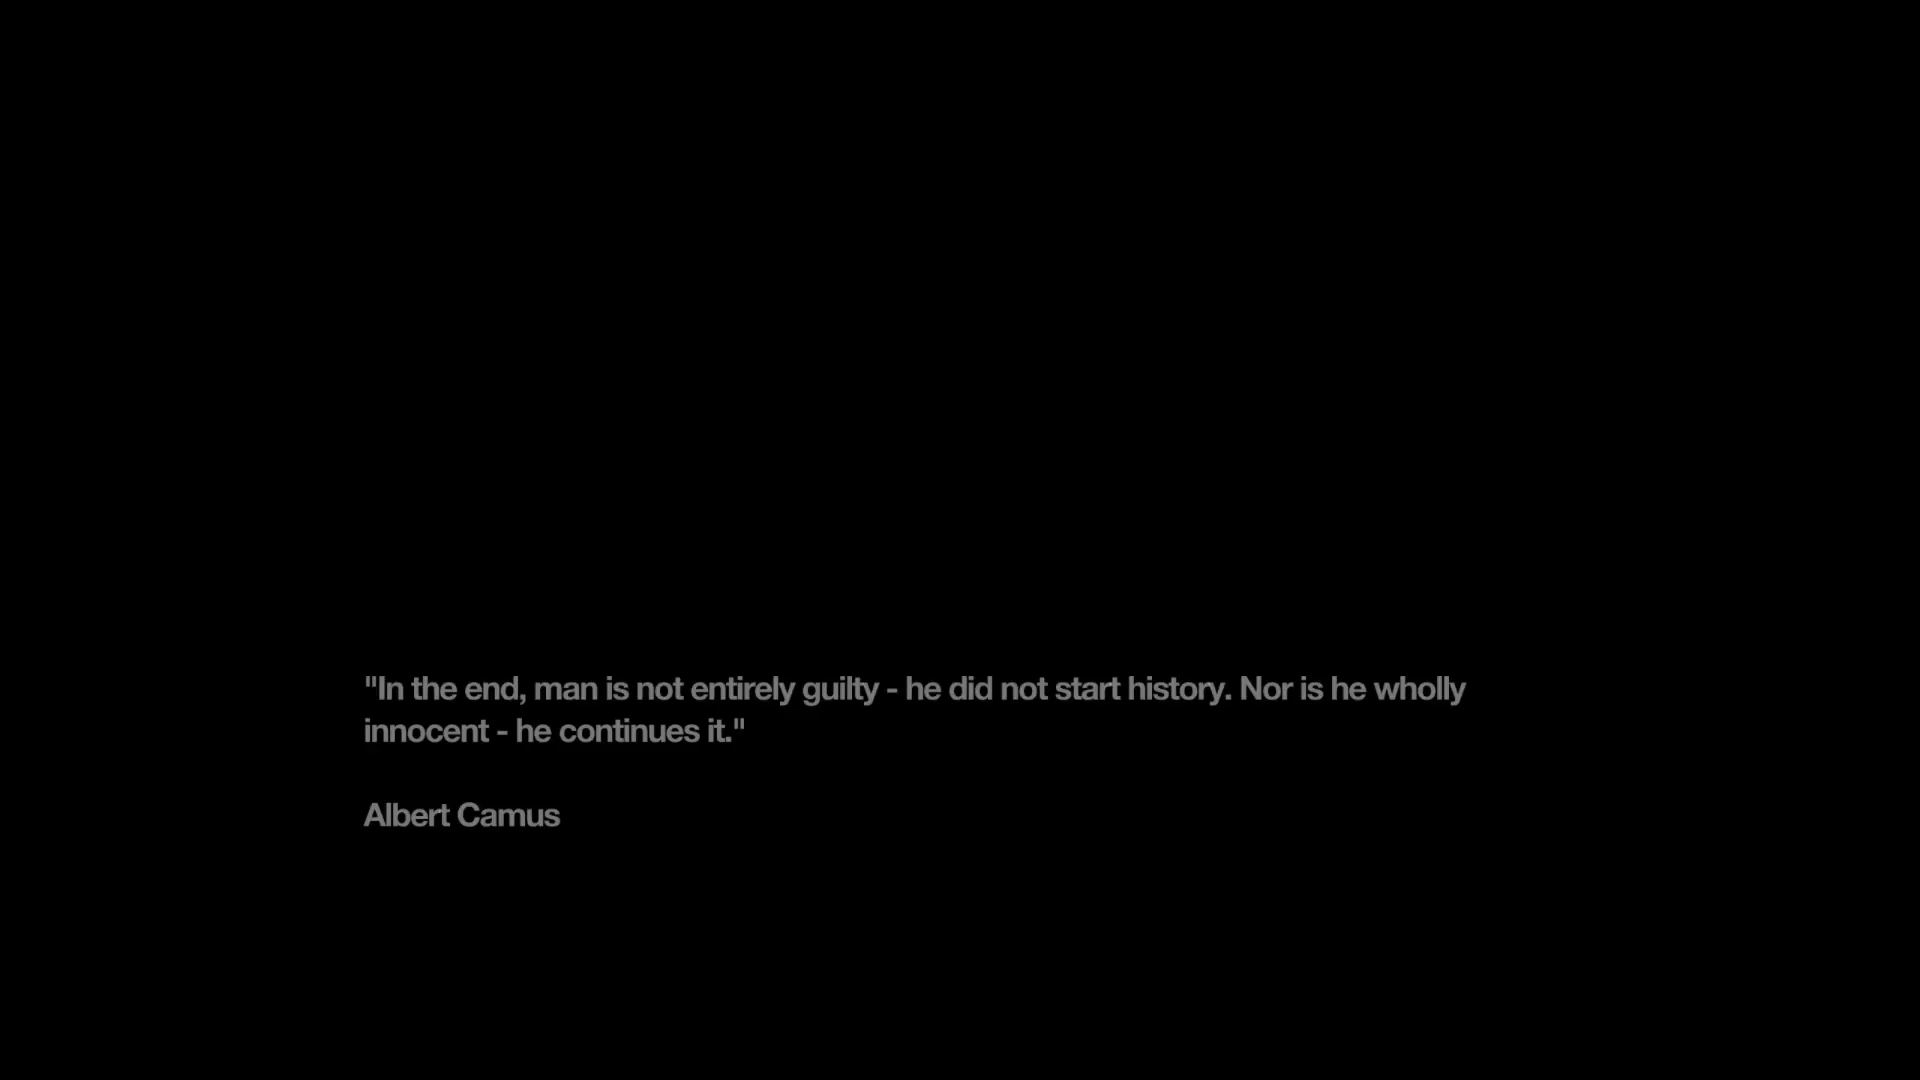 "In the end, man is not entirely guilty - he did not start history. Nor is he wholly
innocent - he continues it."
Albert Camus